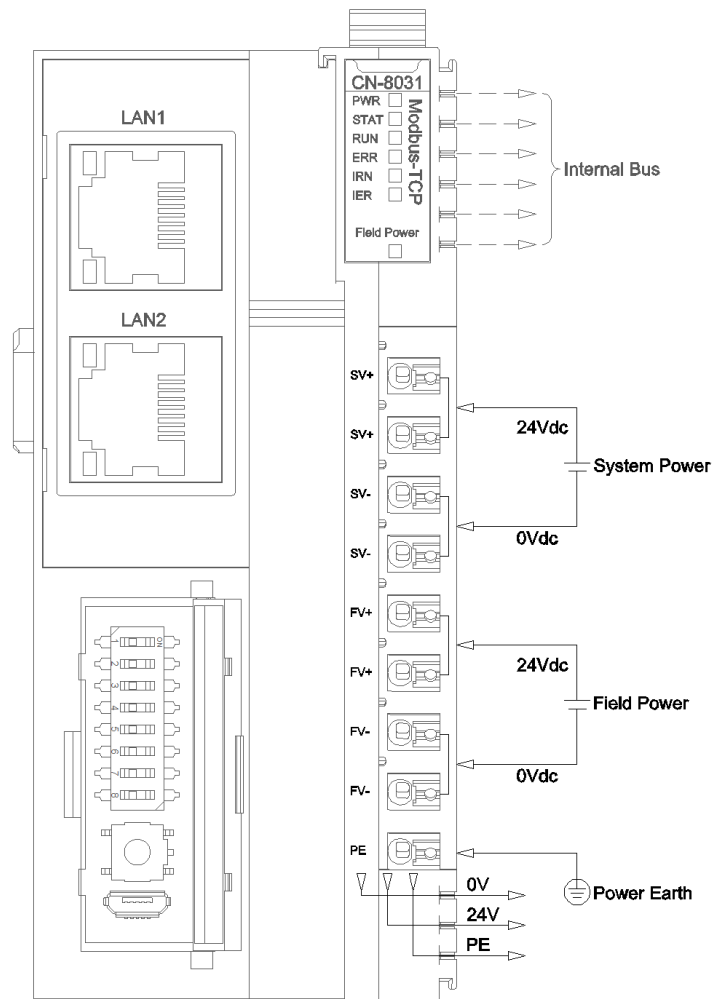 CN-8031
PWR
STAT
RUN
ERR
IRN
IER
Modbus-TCP
Field Power
Internal Bus
LAN1
LAN2
SV+
SV+
24Vdc
System Power
SV-
SV-
0Vdc
FV+
FV+
24Vdc
Field Power
FV-
FV-
0Vdc
PE
Power Earth
0V
24V
PE
ON
1
2
3
4
5
6
7
8